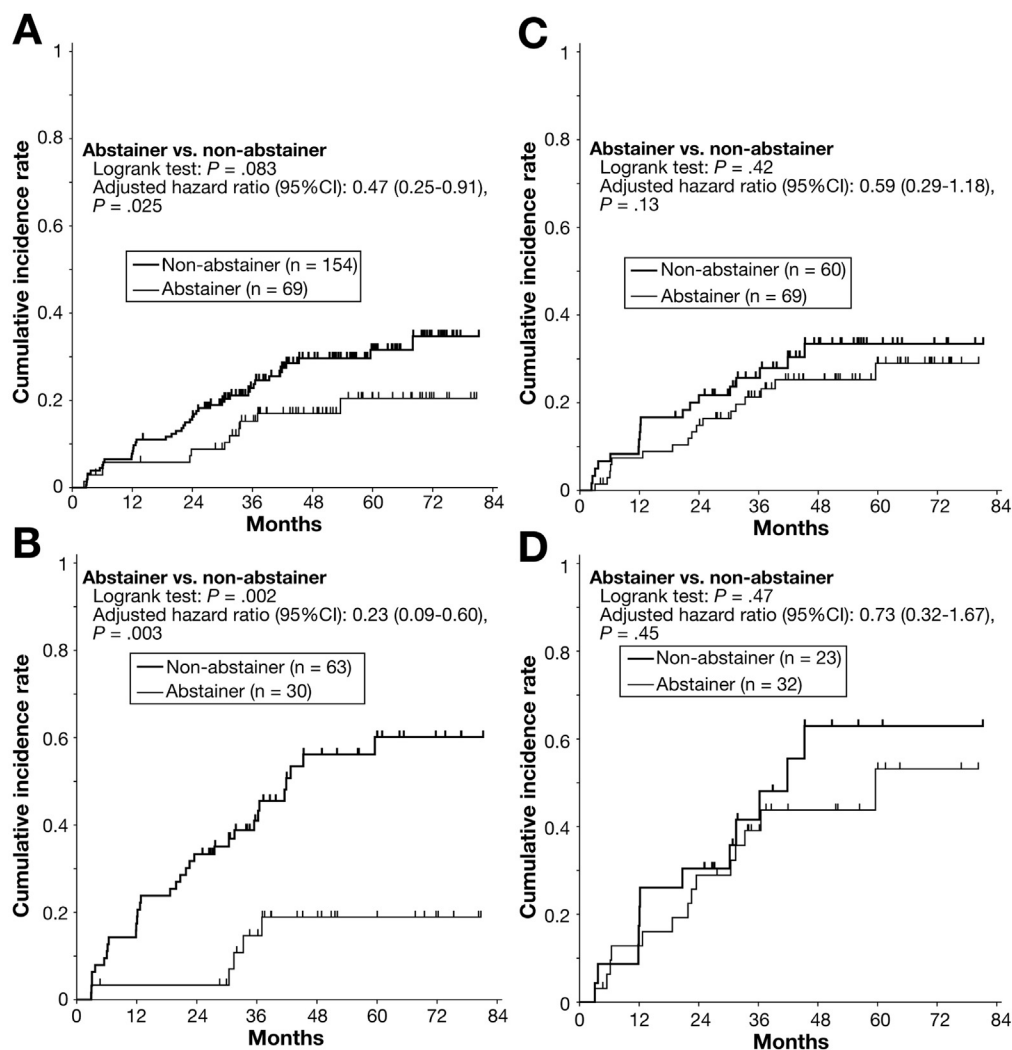 A
1
0.8
0.6
0.4
0.2
0
Cumulative incidence rate
Abstainer vs. non-abstainer
Logrank test: P = .083
Adjusted hazard ratio (95%CI): 0.47 (0.25-0.91),
P = .025
Non-abstainer (n = 154)
Abstainer (n = 69)
0 12 24 36 48 60 72 84
Months
C
1
0.8
0.6
0.4
0.2
0
Cumulative incidence rate
Abstainer vs. non-abstainer
Logrank test: P = .42
Adjusted hazard ratio (95%CI): 0.59 (0.29-1.18),
P = .13
Non-abstainer (n = 60)
Abstainer (n = 69)
0 12 24 36 48 60 72 84
Months
B
1
0.8
0.6
0.4
0.2
0
Cumulative incidence rate
Abstainer vs. non-abstainer
Logrank test: P = .002
Adjusted hazard ratio (95%CI): 0.23 (0.09-0.60),
P = .003
Non-abstainer (n = 63)
Abstainer (n = 30)
0 12 24 36 48 60 72 84
Months
D
1
0.8
0.6
0.4
0.2
0
Cumulative incidence rate
Abstainer vs. non-abstainer
Logrank test: P = .47
Adjusted hazard ratio (95%CI): 0.73 (0.32-1.67),
P = .45
Non-abstainer (n = 23)
Abstainer (n = 32)
0 12 24 36 48 60 72 84
Months